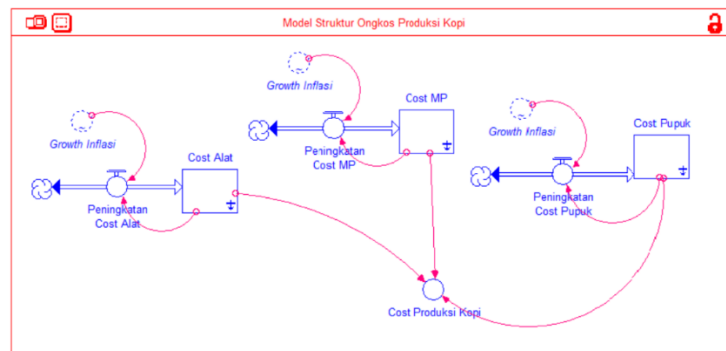 Model Struktur Ongkos Produksi Kopi
Growth Inflasi
Cost MP
Peningkatan
Cost MP
Growth Inflasi
Cost Alat
Peningkatan
Cost Alat
Growth Inflasi
Cost Pupuk
Peningkatan
Cost Pupuk
Cost Produksi Kopi